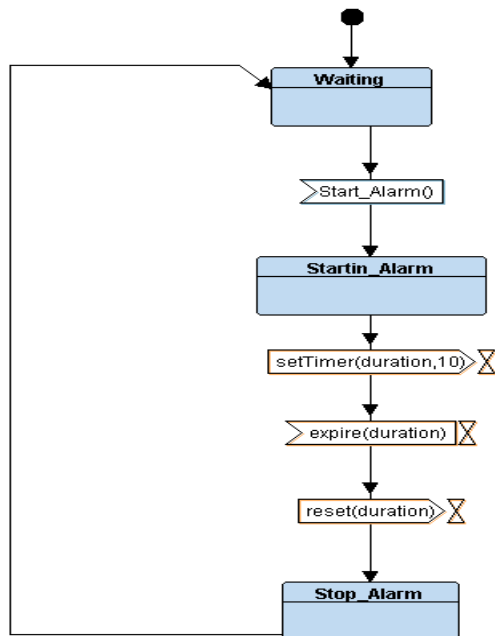 Waiting
Start_Alarm()
Startin_Alarm
setTimer(duration,10)
expire(duration)
reset(duration)
Stop_Alarm